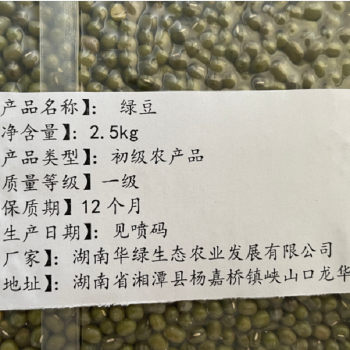 产品名称】： 绿豆
净含量】：2.5kg
产品类型】：初级农产品
质量等级】一级
保质期】12个月
生产日期】：见喷码
厂家】：湖南华绿生态农业发展有限公司
地址】：湖南省湘潭县杨嘉桥镇峡山口龙华